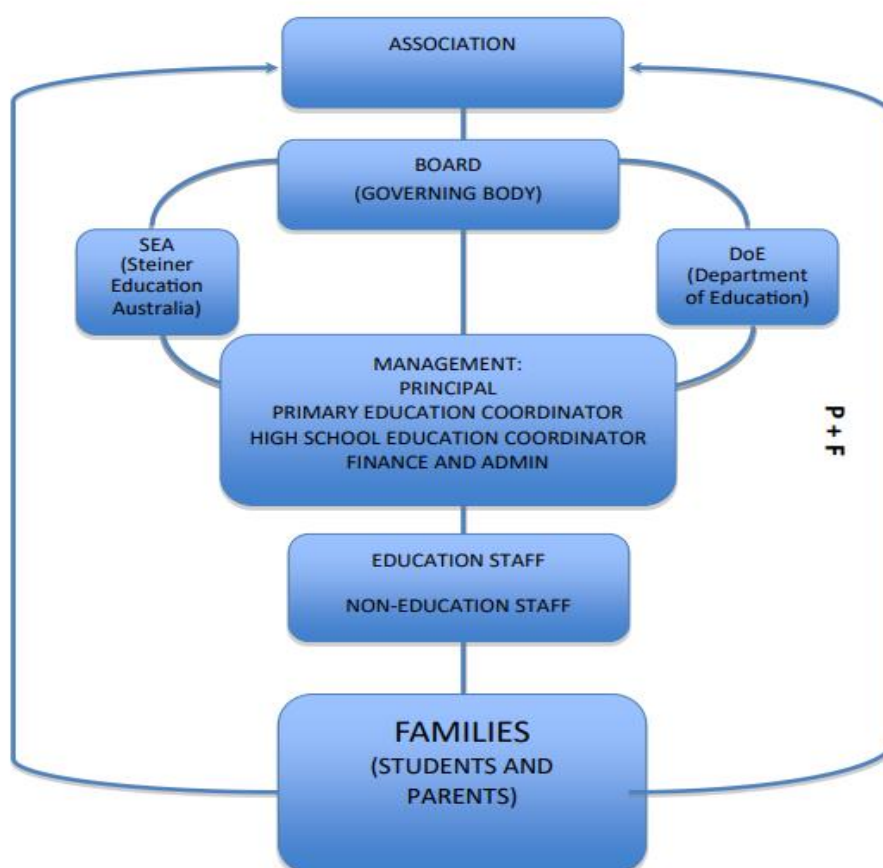 ASSOCIATION
BOARD
(GOVERNING BODY)
SEA
(Steiner
Education
Australia)
DoE
(Department
of Education)
MANAGEMENT:
PRINCIPAL
PRIMARY EDUCATION COORDINATOR
HIGH SCHOOL EDUCATION COORDINATOR
FINANCE AND ADMIN
P + F
EDUCATION STAFF
NON-EDUCATION STAFF
FAMILIES
(STUDENTS AND
PARENTS)